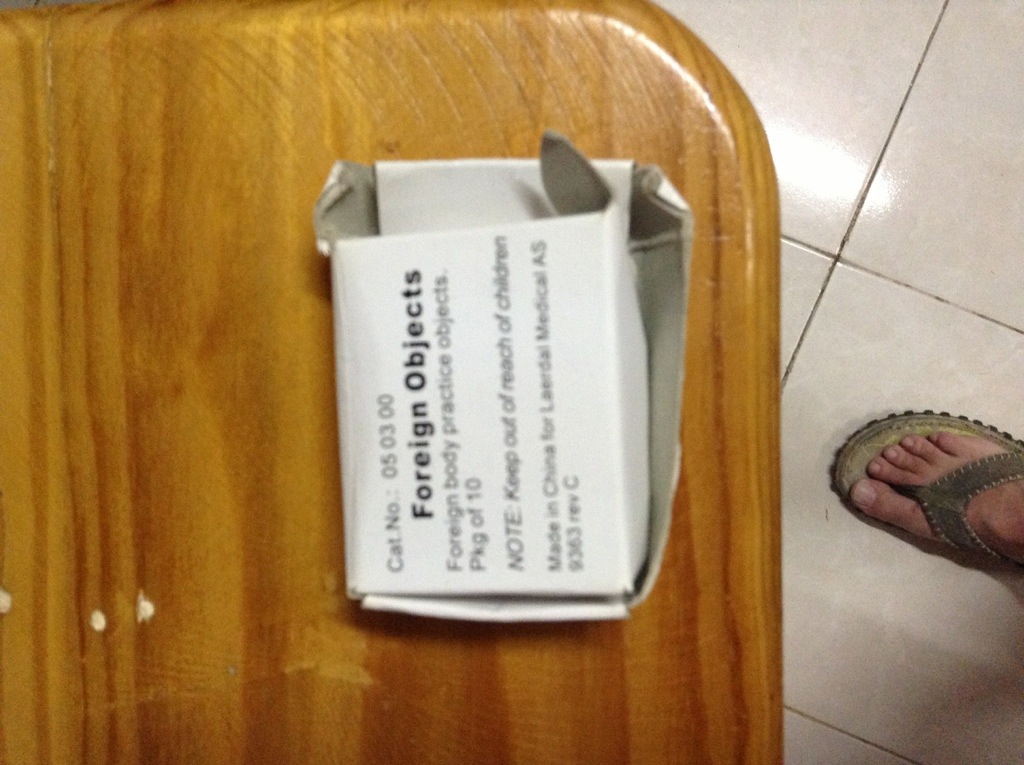 Cat.No.: 05 03 00
Foreign Objects
Foreign body practice objects.
Pkg of 10
NOTE: Keep out of reach of children
Made in China for Laerdal Medical AS
9363 rev C